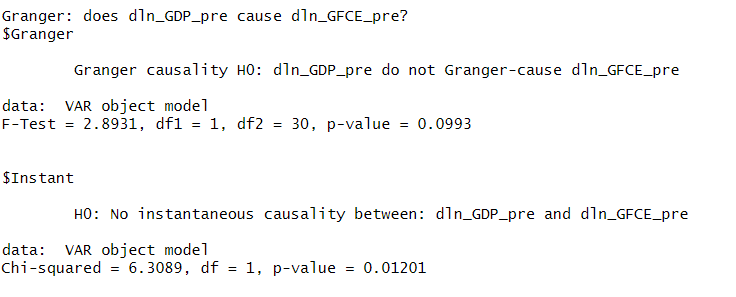 Granger: does dln_GDP_pre cause dln_GFCE_pre?
$Granger
Granger causality H0: dln_GDP_pre do not Granger-cause dln_GFCE_pre
data:  VAR object model
F-Test = 2.8931, df1 = 1, df2 = 30, p-value = 0.0993
$Instant
H0: No instantaneous causality between: dln_GDP_pre and dln_GFCE_pre
data:  VAR object model
Chi-squared = 6.3089, df = 1, p-value = 0.01201